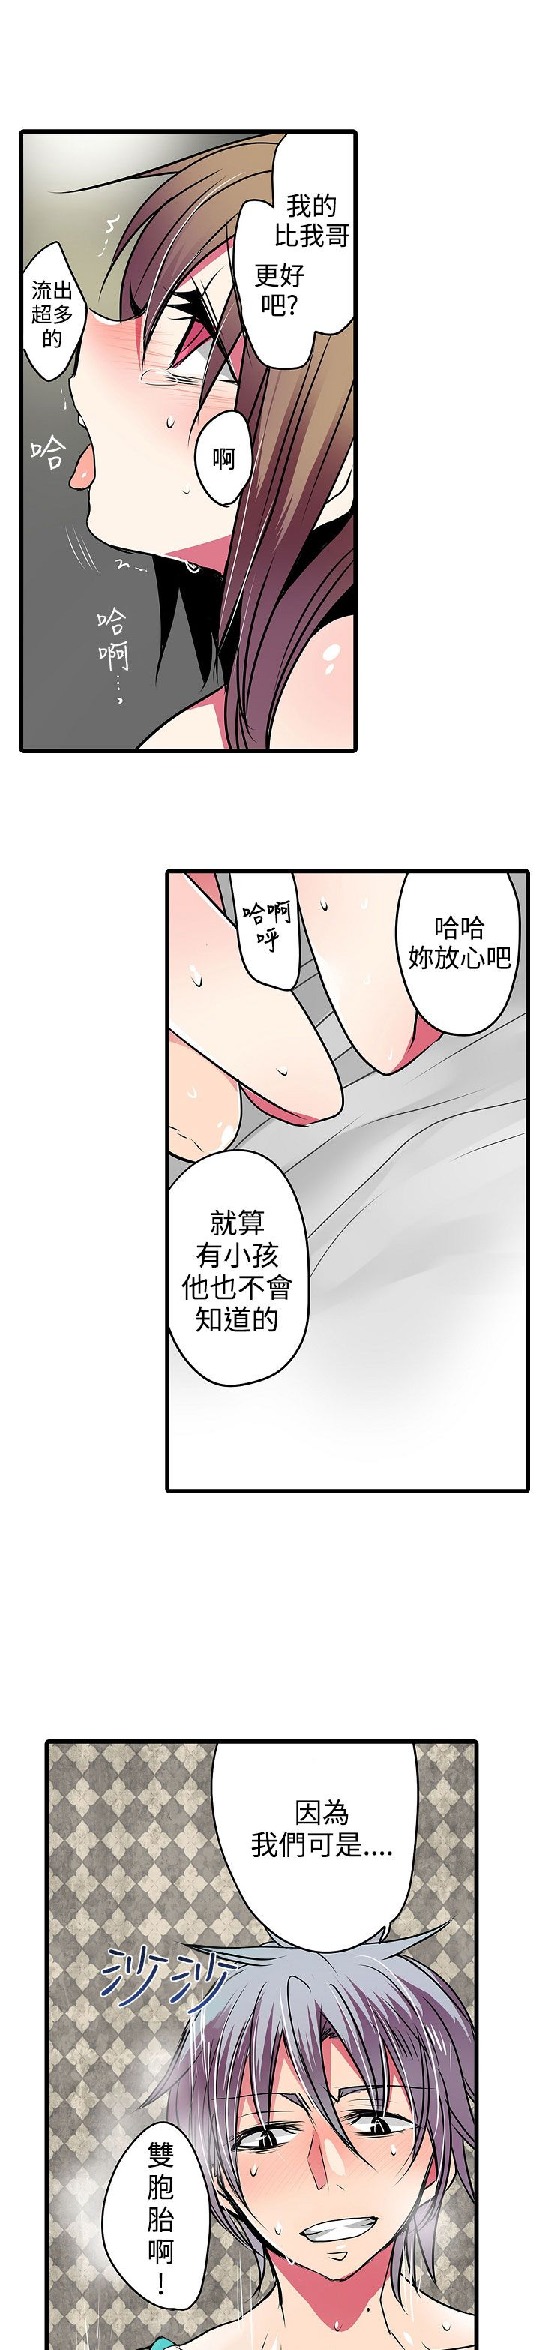 我的
比我哥
更好
吧?
流出
超多
的
啊
哈
哈
啊…,
哈哈
妳放心吧
哈啊
呼
就算
有小孩
他也不會
知道的
因為
我們可是....
沙沙
雙胞胎啊！